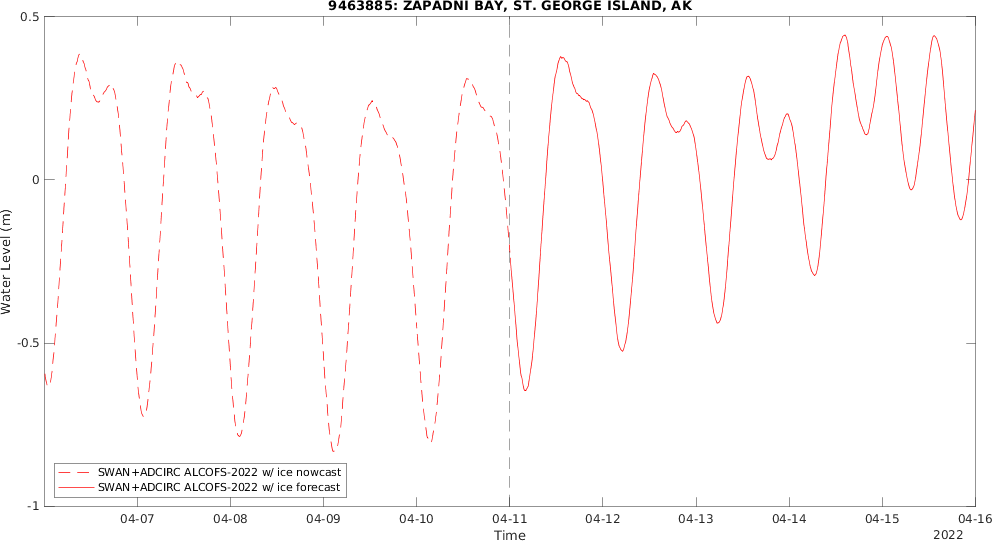 9463885: ZAPADNI BAY, ST. GEORGE ISLAND, AK
0.5
0
-0.5
-1
Water Level (m)
SWAN+ADCIRC ALCOFS-2022 w/ ice nowcast
SWAN+ADCIRC ALCOFS-2022 w/ ice forecast
04-07 04-08 04-09 04-10 04-11 04-12 04-13 04-14 04-15 04-16
Time
2022